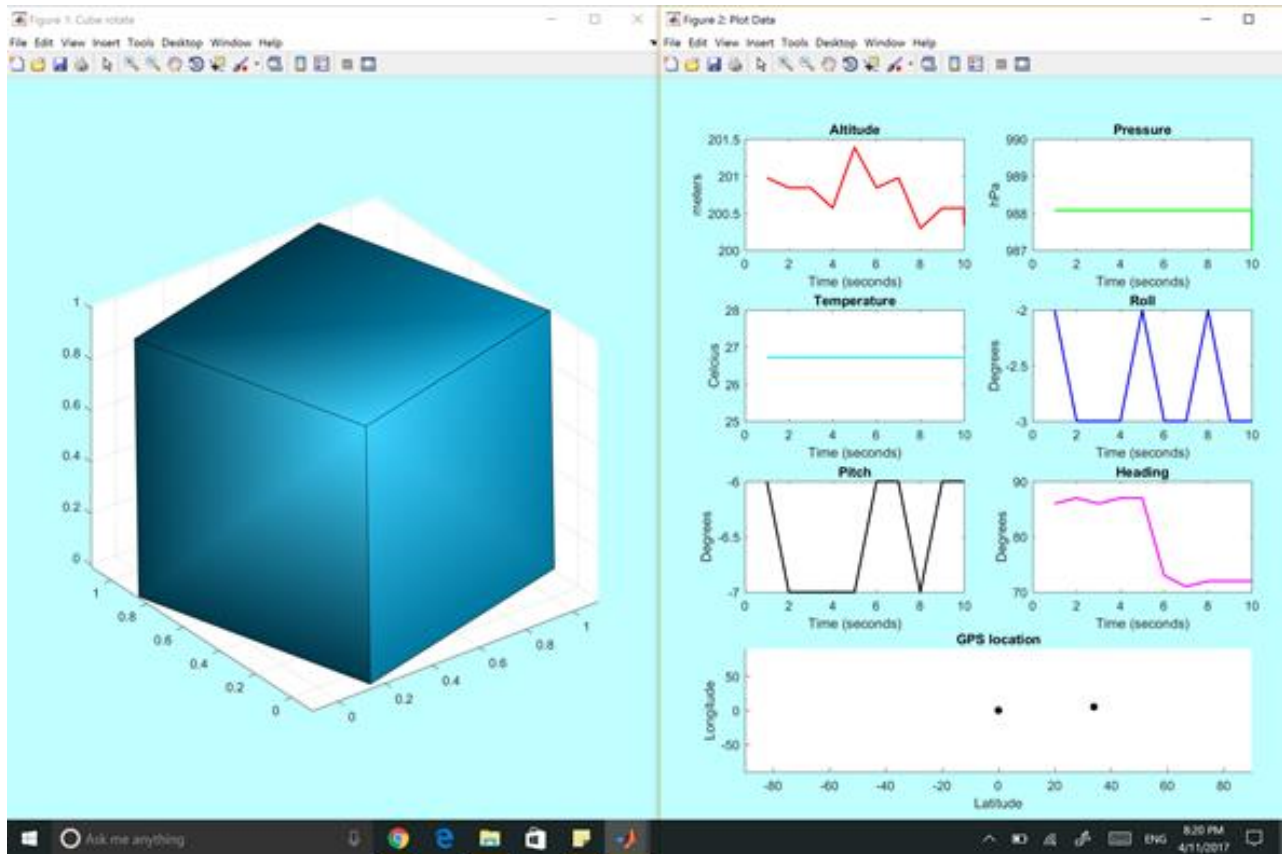 Figure 1: Cube rotate
File Edit View Insert Tools Desktop Window Help
1
0.8
0.6
0.4
0.2
0
1
0.8
0.6
0.4
0.2
0
0
0.2
0.4
0.6
0.8
1
Figure 2: Plot Data
File Edit View Insert Tools Desktop Window Help
Altitude
201.5
201
200.5
200
meters
0 2 4 6 8 10
Time (seconds)
Pressure
990
989
988
987
hPa
0 2 4 6 8 10
Time (seconds)
Temperature
28
27
26
25
Celcius
0 2 4 6 8 10
Time (seconds)
Roll
-2
-2.5
-3
Degrees
0 2 4 6 8 10
Time (seconds)
Pitch
-6
-6.5
-7
Degrees
0 2 4 6 8 10
Time (seconds)
Heading
90
80
70
Degrees
0 2 4 6 8 10
Time (seconds)
GPS location
50
0
-50
Longitude
-80 -60 -40 -20 0 20 40 60 80
Latitude
Ask me anything
ENG
8:20 PM
4/11/2017